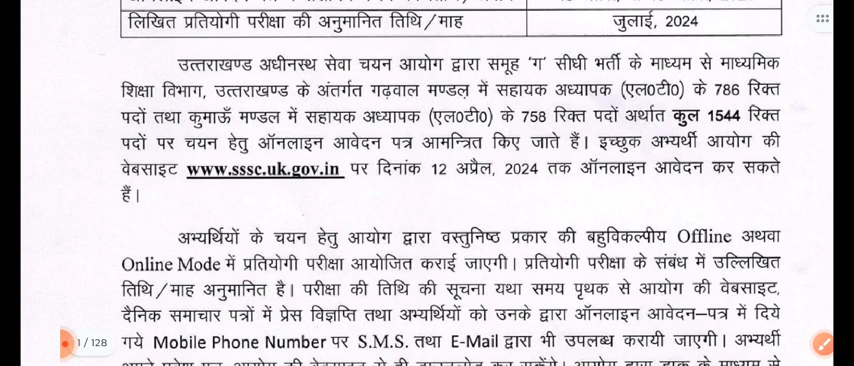 लिखित प्रतियोगी परीक्षा की अनुमानित तिथि/माह जुलाई, 2024
उत्तराखण्ड अधीनस्थ सेवा चयन आयोग द्वारा समूह ‘ग’ सीधी भर्ती के माध्यम से माध्यमिक
शिक्षा विभाग, उत्तराखण्ड के अंतर्गत गढ़वाल मण्डल में सहायक अध्यापक (एल0टी0) के 786 रिक्त
पदों तथा कुमाऊँ मण्डल में सहायक अध्यापक (एल0टी0) के 758 रिक्त पदों अर्थात कुल 1544 रिक्त
पदों पर चयन हेतु ऑनलाइन आवेदन पत्र आमन्त्रित किए जाते हैं। इच्छुक अभ्यर्थी आयोग की
वेबसाइट www.sssc.uk.gov.in पर दिनांक 12 अप्रैल, 2024 तक ऑनलाइन आवेदन कर सकते
हैं।
अभ्यर्थियों के चयन हेतु आयोग द्वारा वस्तुनिष्ठ प्रकार की बहुविकल्पीय Offline अथवा
Online Mode में प्रतियोगी परीक्षा आयोजित कराई जाएगी। प्रतियोगी परीक्षा के संबंध में उल्लिखित
तिथि/माह अनुमानित है। परीक्षा की तिथि की सूचना यथा समय पृथक से आयोग की वेबसाइट,
दैनिक समाचार पत्रों में प्रेस विज्ञप्ति तथा अभ्यर्थियों को उनके द्वारा ऑनलाइन आवेदन–पत्र में दिये
गये Mobile Phone Number पर S.M.S. तथा E-Mail द्वारा भी उपलब्ध करायी जाएगी। अभ्यर्थी
1 / 128